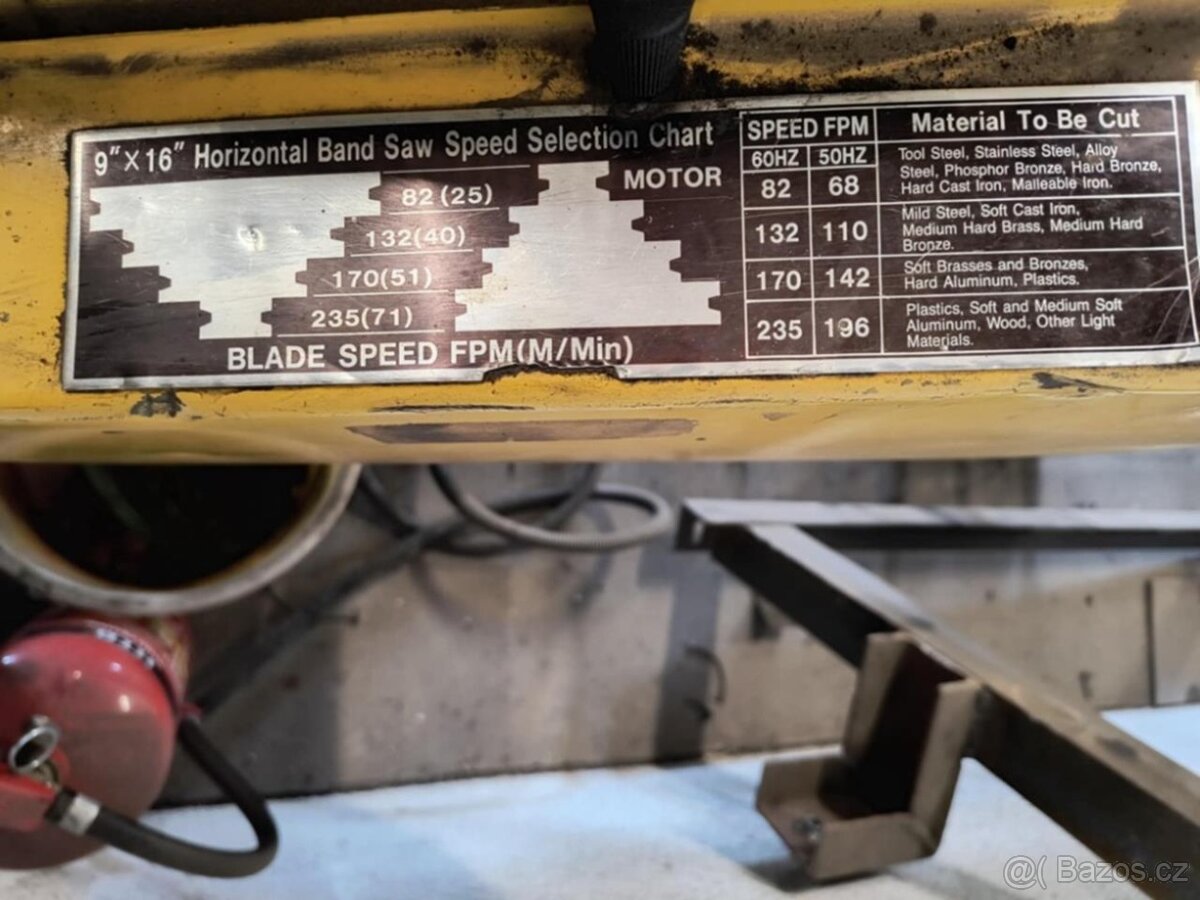 9" X 16" Horizontal Band Saw Speed Selection Chart
MOTOR
82 (25)
132(40)
170(51)
235(71)
BLADE SPEED FPM(M/Min)
SPEED FPM Material To Be Cut
60HZ 50HZ
82 68
Tool Steel, Stainless Steel, Alloy
Steel, Phosphor Bronze, Hard Bronze,
Hard Cast Iron, Malleable Iron.
132 110
Mild Steel, Soft Cast Iron,
Medium Hard Brass, Medium Hard
Bronze.
170 142
Soft Brasses and Bronzes,
Hard Aluminum, Plastics.
235 196
Plastics, Soft and Medium Soft
Aluminum, Wood, Other Light
Materials.
@( Bazos.cz